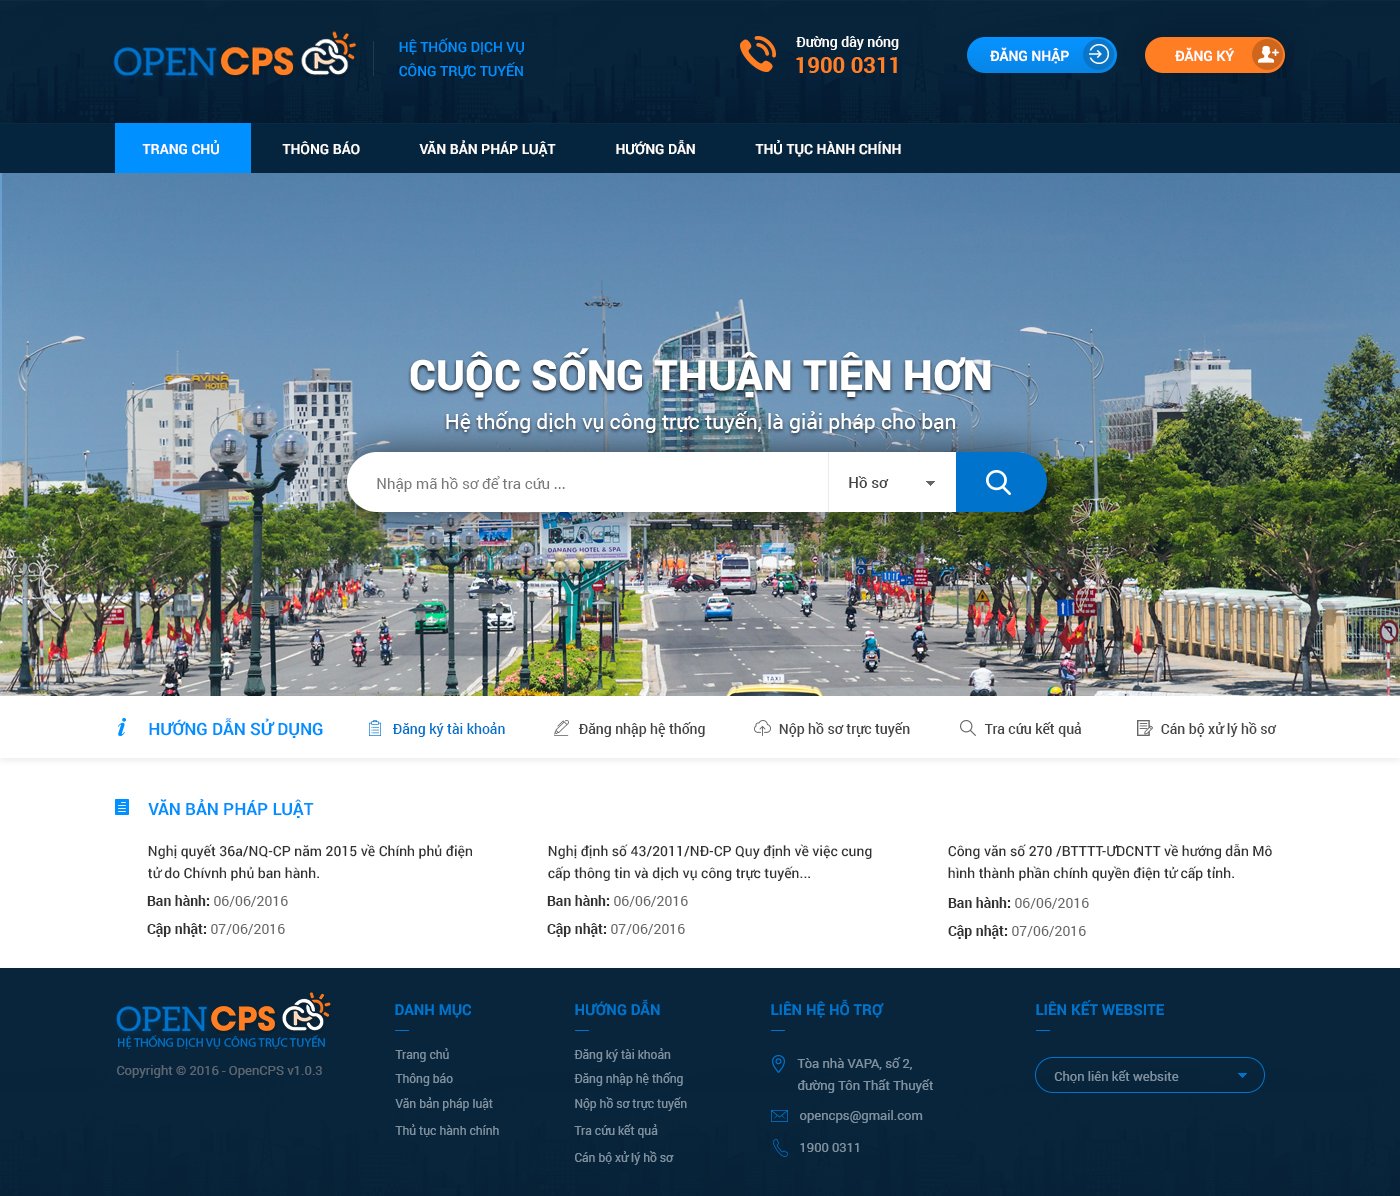 OPENCPS
HỆ THỐNG DỊCH VỤ
CÔNG TRỰC TUYẾN
Đường dây nóng
1900 0311
ĐĂNG NHẬP
ĐĂNG KÝ
TRANG CHỦ
THÔNG BÁO
VĂN BẢN PHÁP LUẬT
HƯỚNG DẪN
THỦ TỤC HÀNH CHÍNH
HOTEL
CUỘC SỐNG THUẬN TIỆN HƠN
Hệ thống dịch vụ công trực tuyến, là giải pháp cho bạn
Nhập mã hồ sơ để tra cứu ...
Hồ sơ
BEACH
DANANG HOTEL & SPA
TAXI
HƯỚNG DẪN SỬ DỤNG
Đăng ký tài khoản
Đăng nhập hệ thống
Nộp hồ sơ trực tuyến
Tra cứu kết quả
Cán bộ xử lý hồ sơ
VĂN BẢN PHÁP LUẬT
Nghị quyết 36a/NQ-CP năm 2015 về Chính phủ điện
tử do Chívnh phủ ban hành.
Ban hành: 06/06/2016
Cập nhật: 07/06/2016
Nghị định số 43/2011/NĐ-CP Quy định về việc cung
cấp thông tin và dịch vụ công trực tuyến...
Ban hành: 06/06/2016
Cập nhật: 07/06/2016
Công văn số 270 /BTTTT-ƯDCNTT về hướng dẫn Mô
hình thành phần chính quyền điện tử cấp tỉnh.
Ban hành: 06/06/2016
Cập nhật: 07/06/2016
OPENCPS
HỆ THỐNG DỊCH VỤ CÔNG TRỰC TUYẾN
Copyright © 2016 - OpenCPS v1.0.3
DANH MỤC
Trang chủ
Thông báo
Văn bản pháp luật
Thủ tục hành chính
HƯỚNG DẪN
Đăng ký tài khoản
Đăng nhập hệ thống
Nộp hồ sơ trực tuyến
Tra cứu kết quả
Cán bộ xử lý hồ sơ
LIÊN HỆ HỖ TRỢ
Tòa nhà VAPA, số 2,
đường Tôn Thất Thuyết
opencps@gmail.com
1900 0311
LIÊN KẾT WEBSITE
Chọn liên kết website